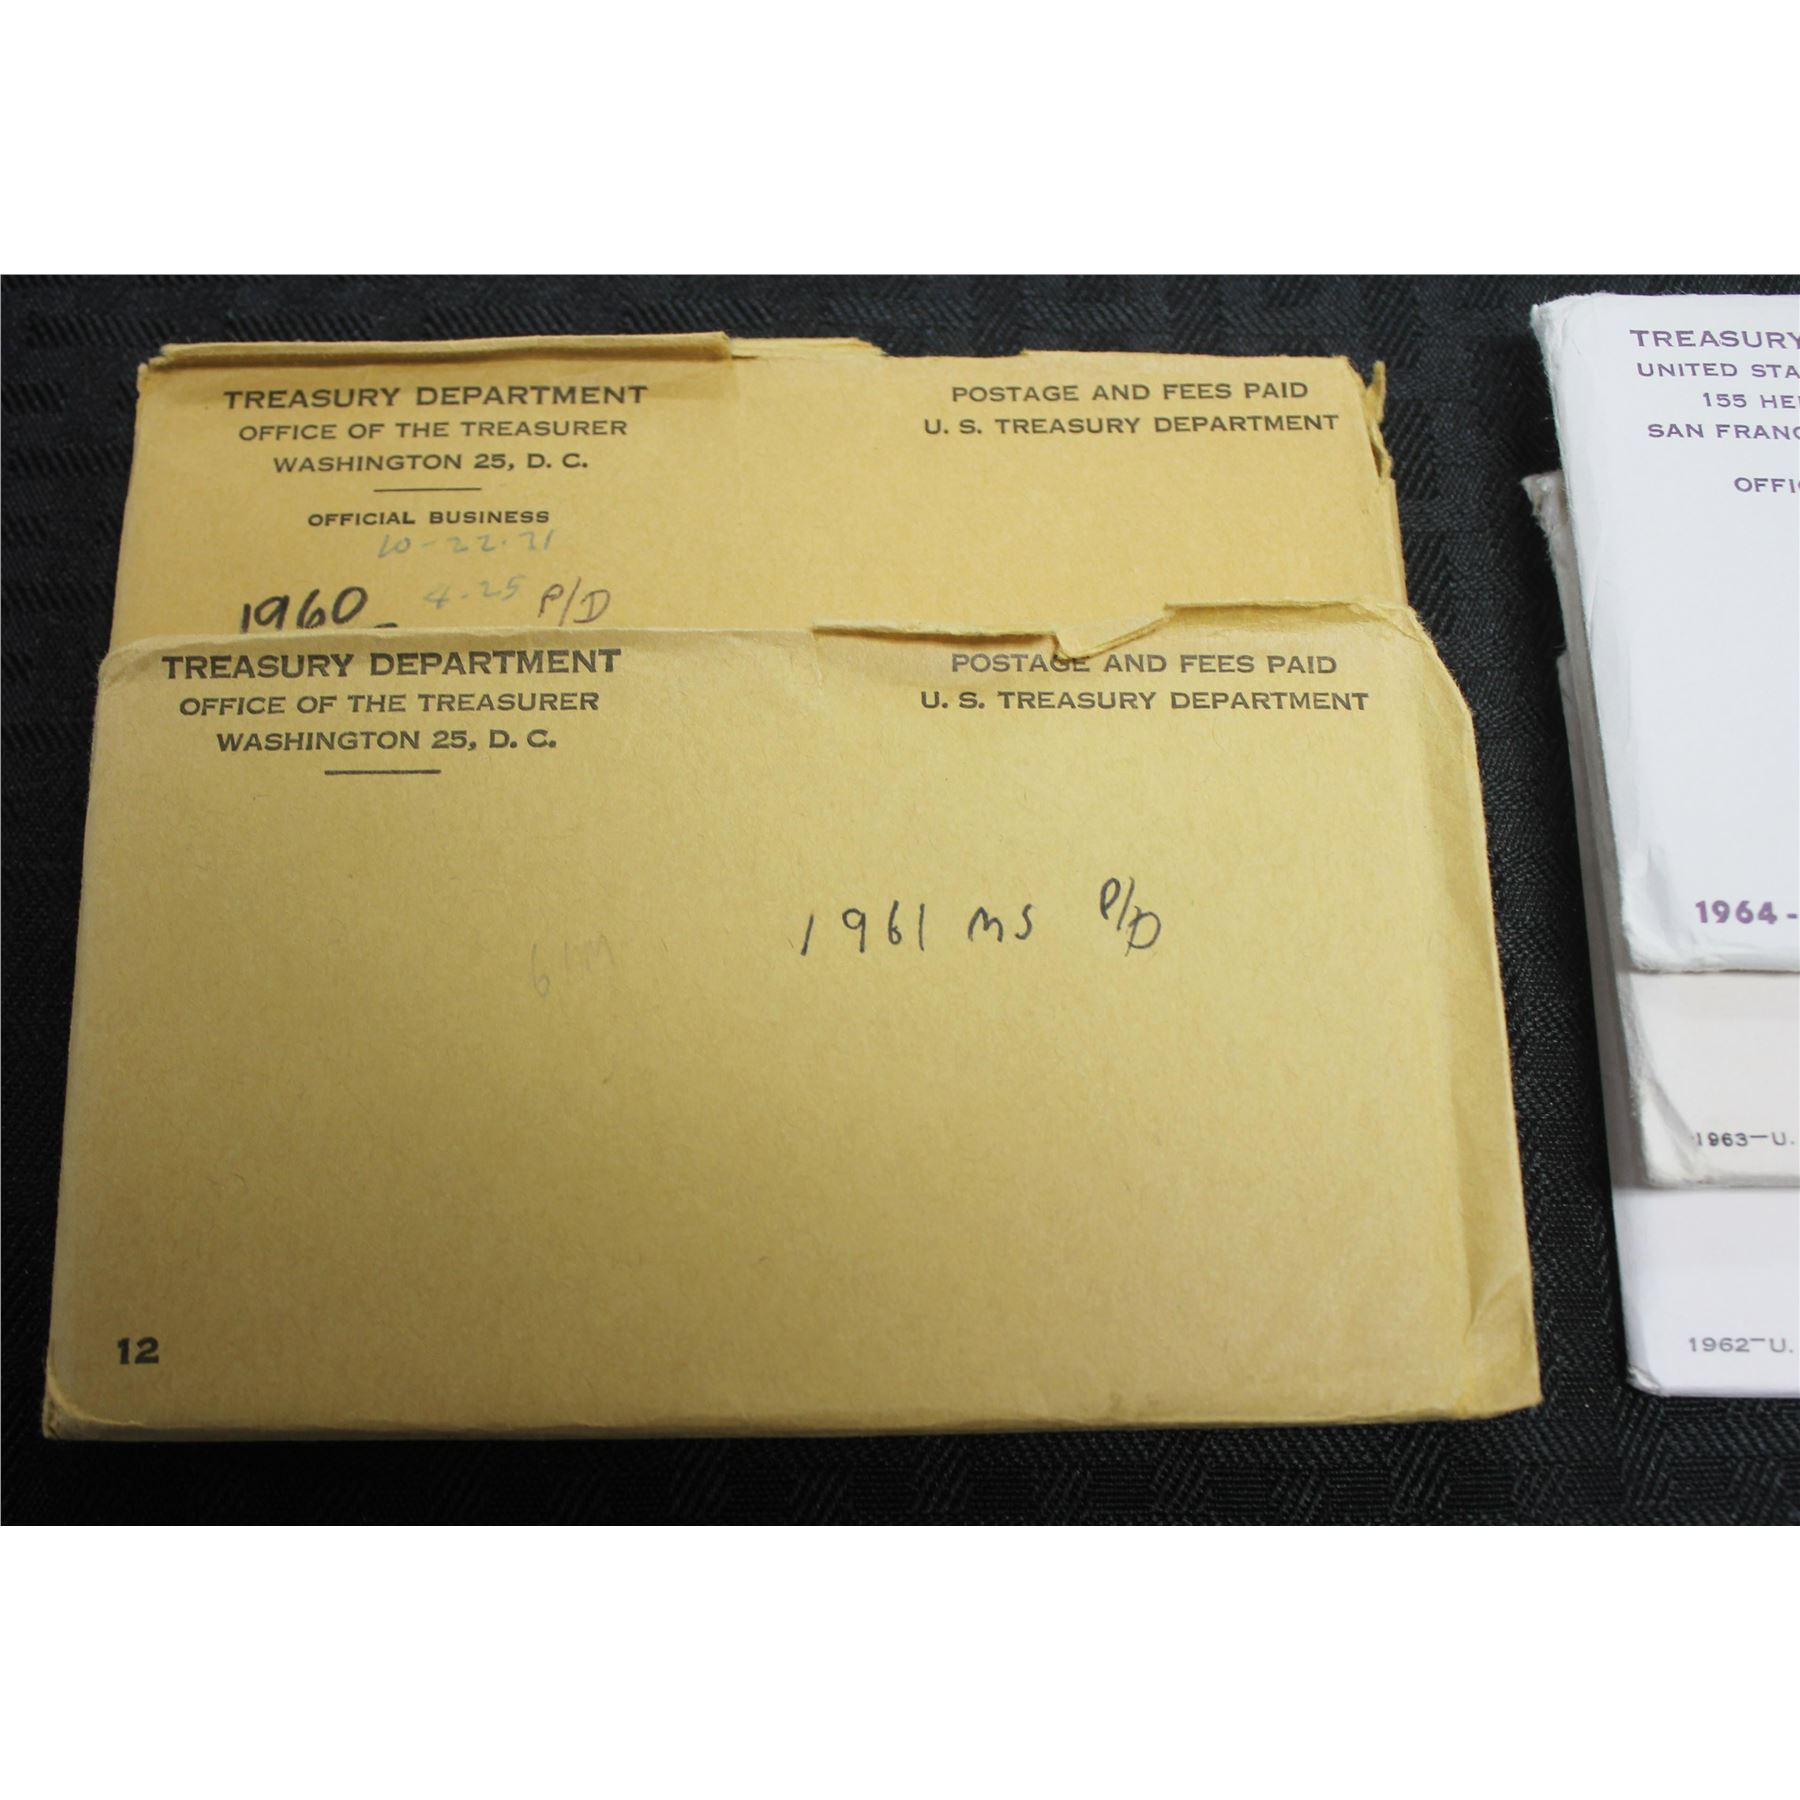 TREASURY DEPARTMENT
OFFICE OF THE TREASURER
WASHINGTON 25, D. C.
OFFICIAL BUSINESS
10-22-71
4.25 P/D
1960-
POSTAGE AND FEES PAID
U. S. TREASURY DEPARTMENT
TREASURY DEPARTMENT
OFFICE OF THE TREASURER
WASHINGTON 25, D. C.
POSTAGE AND FEES PAID
U. S. TREASURY DEPARTMENT
1961 MS P/D
61M
12
TREASURY
UNITED STA
155 HE
SAN FRANC
OFFI
1964-
1963-U.
1962-U.